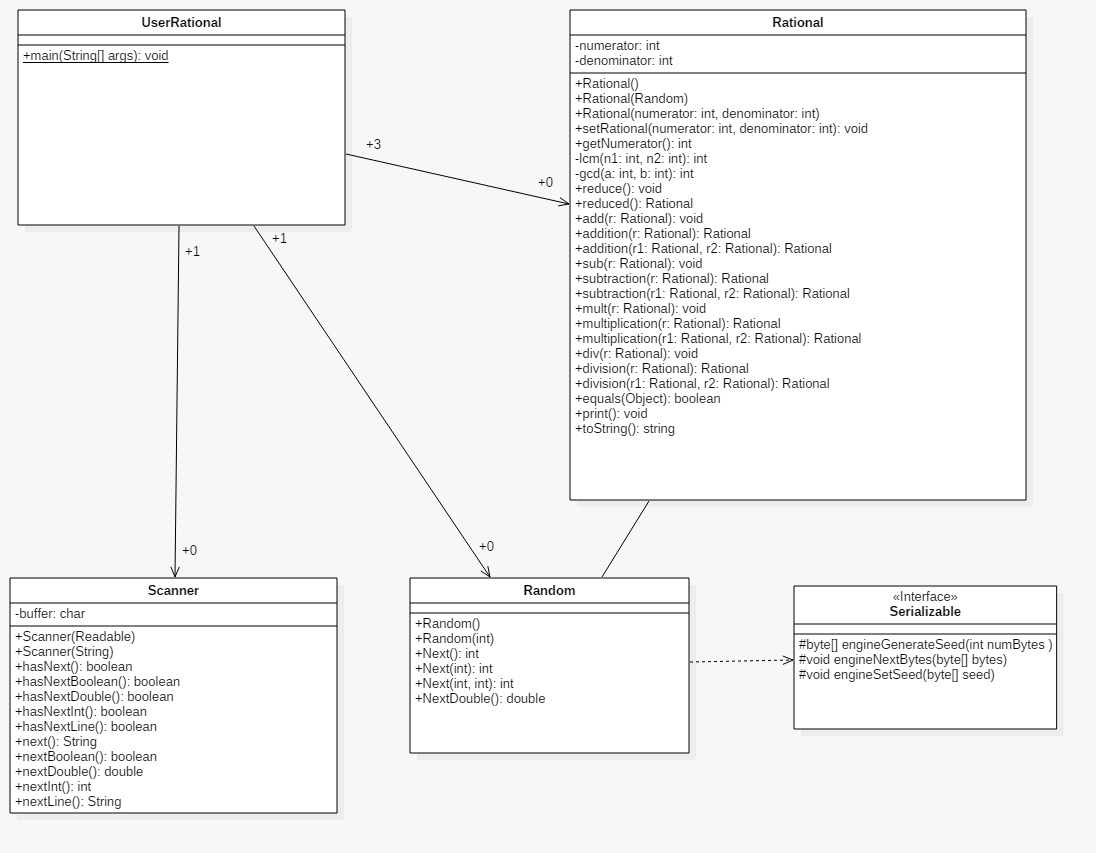 UserRational
+main(String[] args): void
Rational
-numerator: int
-denominator: int
+Rational()
+Rational(Random)
+Rational(numerator: int, denominator: int)
+setRational(numerator: int, denominator: int): void
+getNumerator(): int
-lcm(n1: int, n2: int): int
-gcd(a: int, b: int): int
+reduce(): void
+reduced(): Rational
+add(r: Rational): void
+addition(r: Rational): Rational
+addition(r1: Rational, r2: Rational): Rational
+sub(r: Rational): void
+subtraction(r: Rational): Rational
+subtraction(r1: Rational, r2: Rational): Rational
+mult(r: Rational): void
+multiplication(r: Rational): Rational
+multiplication(r1: Rational, r2: Rational): Rational
+div(r: Rational): void
+division(r: Rational): Rational
+division(r1: Rational, r2: Rational): Rational
+equals(Object): boolean
+print(): void
+toString(): string
+3
+0
+1
+1
+0
+0
Scanner
-buffer: char
+Scanner(Readable)
+Scanner(String)
+hasNext(): boolean
+hasNextBoolean(): boolean
+hasNextDouble(): boolean
+hasNextInt(): boolean
+hasNextLine(): boolean
+next(): String
+nextBoolean(): boolean
+nextDouble(): double
+nextInt(): int
+nextLine(): String
Random
+Random()
+Random(int)
+Next(): int
+Next(int): int
+Next(int, int): int
+NextDouble(): double
«Interface»
Serializable
#byte[] engineGenerateSeed(int numBytes )
#void engineNextBytes(byte[] bytes)
#void engineSetSeed(byte[] seed)